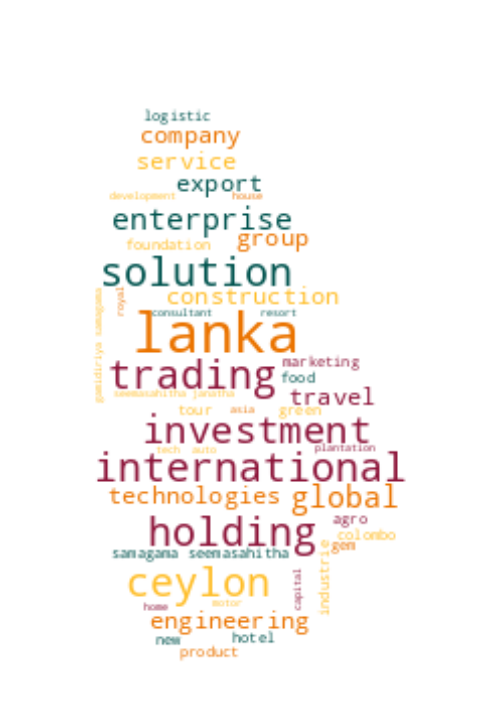 logistic
company
service
export
development house
enterprise
group
foundation
solution
construction
royal
gamidiriya samagama
consultant resort
lanka
trading
marketing
food
travel
seemasahitha janatha
tour asia green
investment
tech auto
plantation
international
technologies global
holding
agro
colombo
gem
samagama seemasahitha
industrie
capital
ceylon
home motor
engineering
new hotel
product